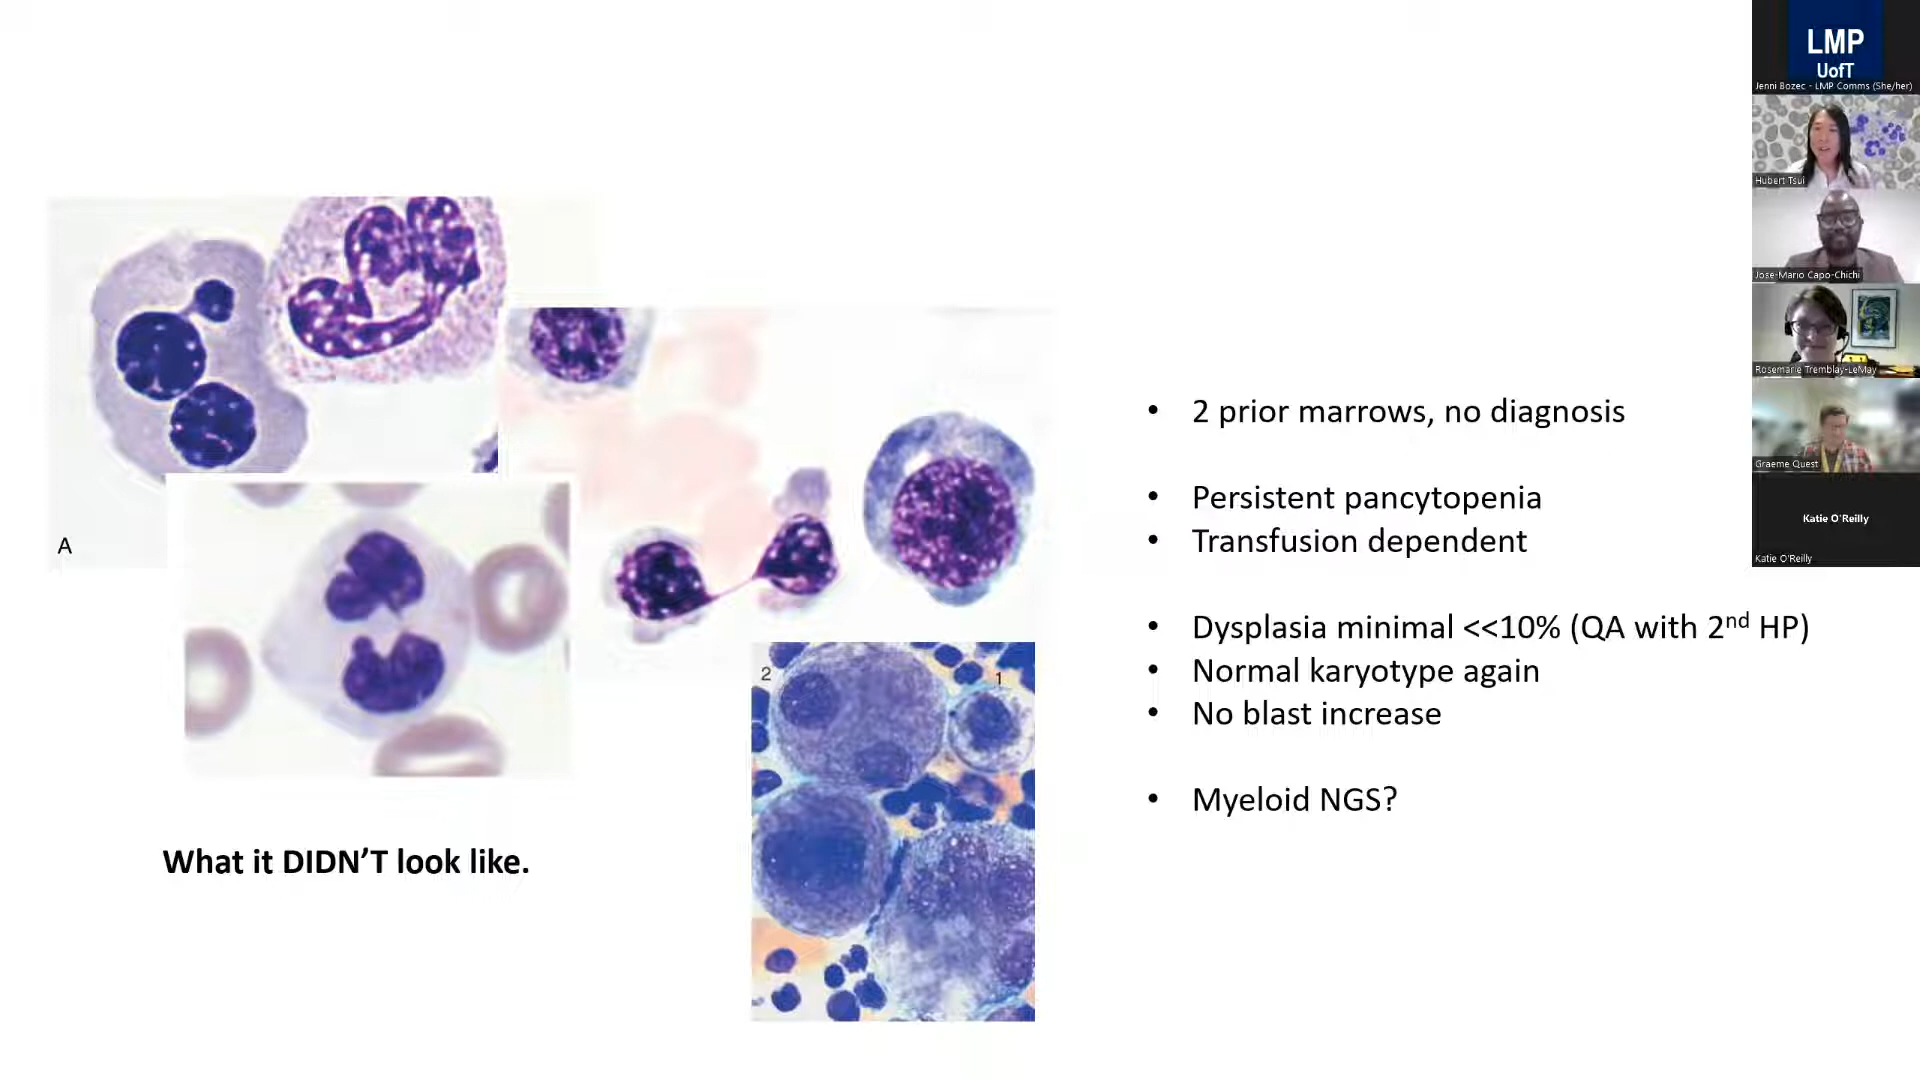 A
2
1
What it DIDN’T look like.
• 2 prior marrows, no diagnosis
• Persistent pancytopenia
• Transfusion dependent
• Dysplasia minimal <<10% (QA with 2nd HP)
• Normal karyotype again
• No blast increase
• Myeloid NGS?
LMP
UofT
Jenni Bozec - LMP Comms (She/her)
Hubert Tsui
Jose-Mario Capo-Chichi
Rosemarie Tremblay-LeMay
Graeme Quest
Katie O'Reilly
Katie O'Reilly